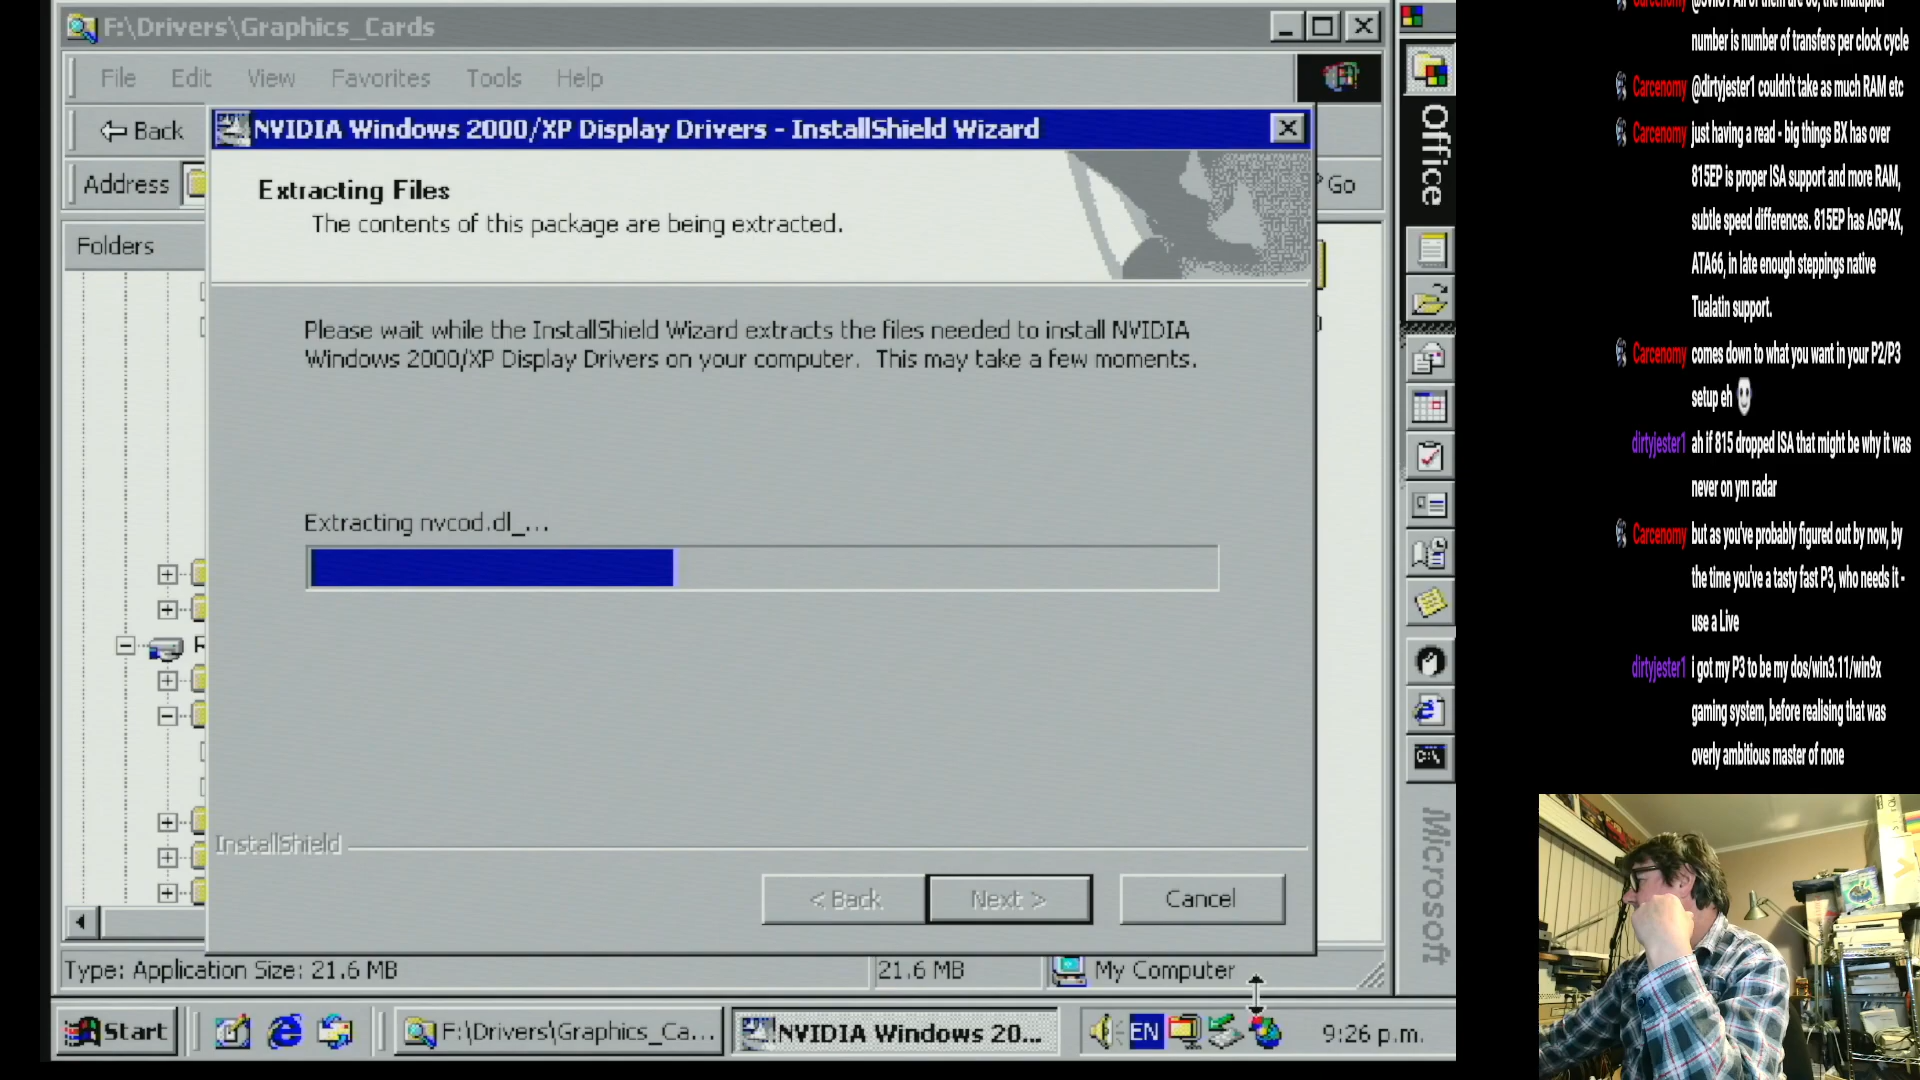 F:\Drivers\Graphics_Cards
File Edit View Favorites Tools Help
Back
Address
Go
Folders
NVIDIA Windows 2000/XP Display Drivers - InstallShield Wizard
Extracting Files
The contents of this package are being extracted.
Please wait while the InstallShield Wizard extracts the files needed to install NVIDIA
Windows 2000/XP Display Drivers on your computer. This may take a few moments.
Extracting nvcod.dl_...
InstallShield
< Back Next > Cancel
Type: Application Size: 21.6 MB 21.6 MB My Computer
Start F:\Drivers\Graphics_Ca... NVIDIA Windows 20... EN 9:26 p.m.
Office
Microsoft
number is number of transfers per clock cycle
Carcenomy @dirtyjester1 couldn't take as much RAM etc
Carcenomy just having a read - big things BX has over
815EP is proper ISA support and more RAM,
subtle speed differences. 815EP has AGP4X,
ATA66, in late enough steppings native
Tualatin support.
Carcenomy comes down to what you want in your P2/P3
setup eh
dirtyjester1 ah if 815 dropped ISA that might be why it was
never on ym radar
Carcenomy but as you've probably figured out by now, by
the time you've a tasty fast P3, who needs it -
use a Live
dirtyjester1 i got my P3 to be my dos/win3.11/win9x
gaming system, before realising that was
overly ambitious master of none